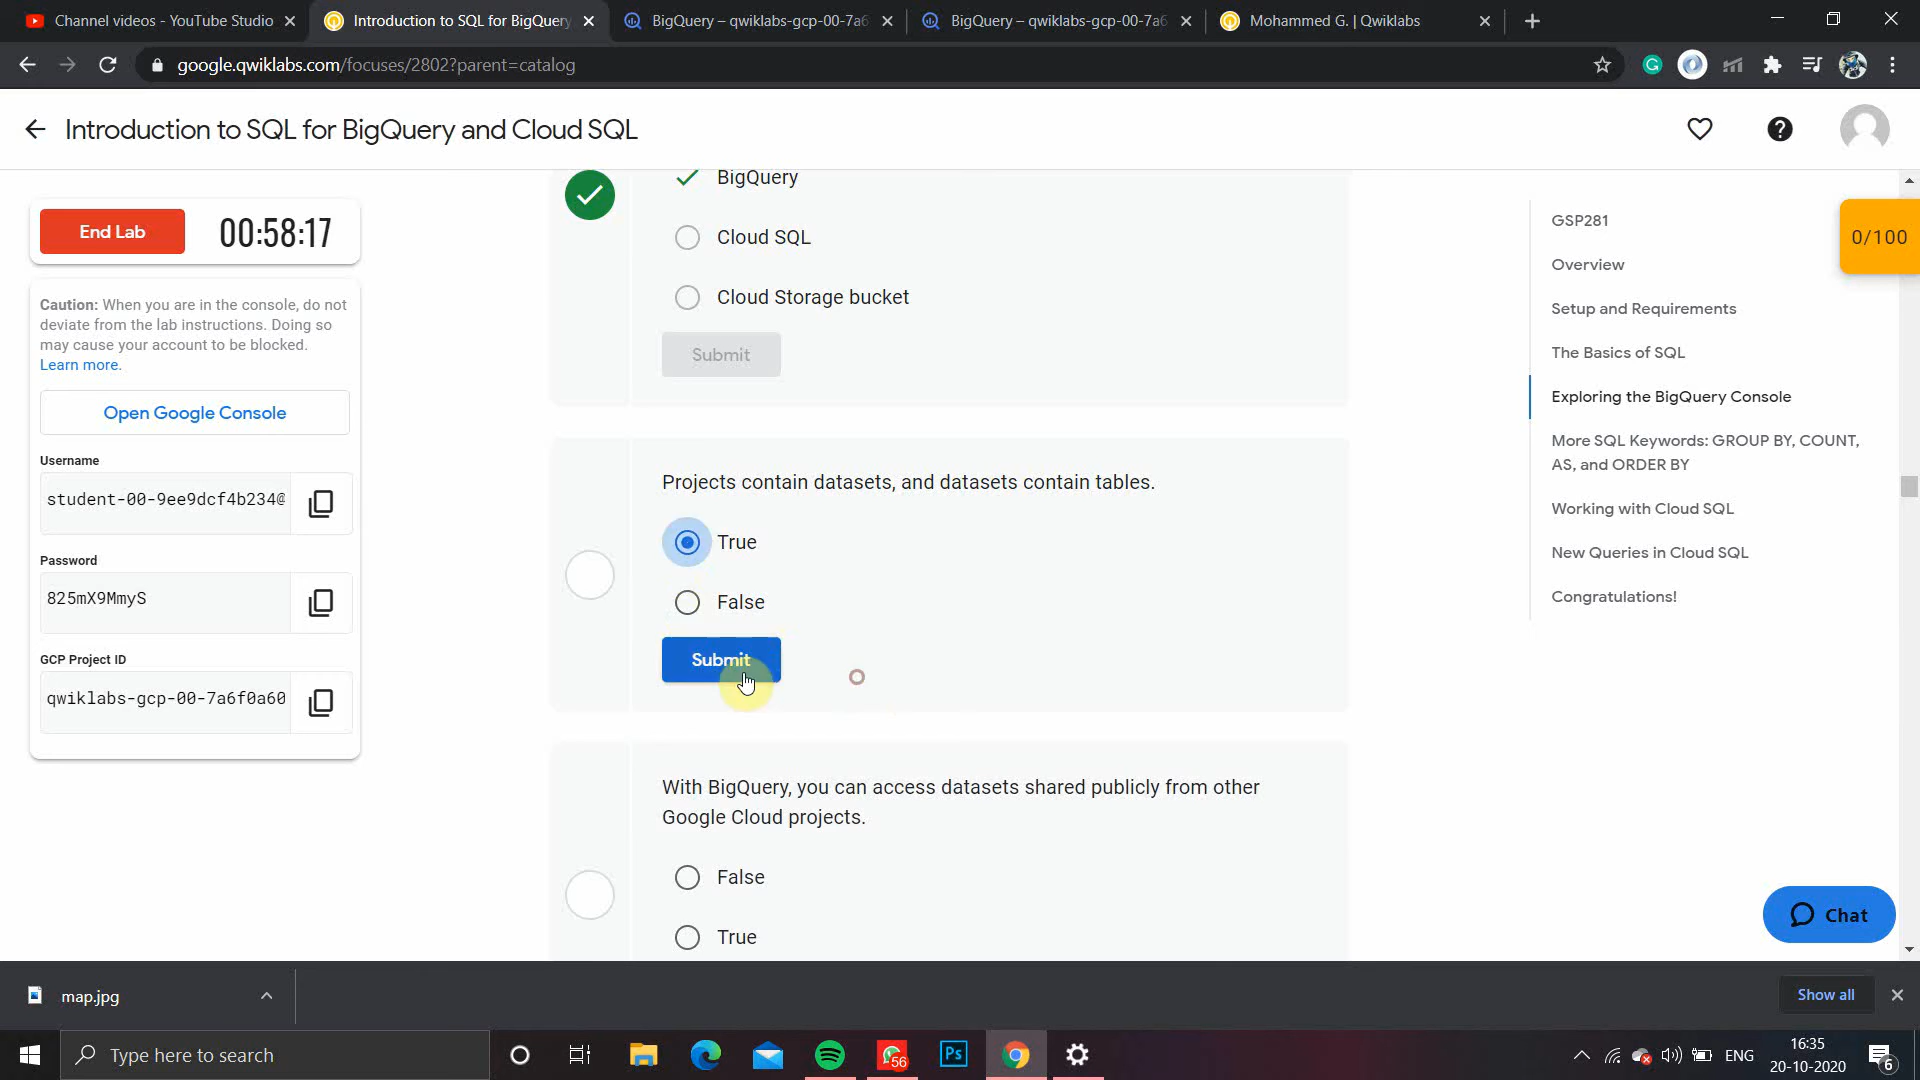 Channel videos - YouTube Studio
Introduction to SQL for BigQuery
BigQuery – qwiklabs-gcp-00-7a6
BigQuery – qwiklabs-gcp-00-7a6
Mohammed G. | Qwiklabs
google.qwiklabs.com/focuses/2802?parent=catalog
Introduction to SQL for BigQuery and Cloud SQL
End Lab
00:58:17
Caution: When you are in the console, do not
deviate from the lab instructions. Doing so
may cause your account to be blocked.
Learn more.
Open Google Console
Username
student-00-9ee9dcf4b234@
Password
825mX9MmyS
GCP Project ID
qwiklabs-gcp-00-7a6f0a60
BigQuery
Cloud SQL
Cloud Storage bucket
Submit
Projects contain datasets, and datasets contain tables.
True
False
Submit
With BigQuery, you can access datasets shared publicly from other
Google Cloud projects.
False
True
GSP281
Overview
Setup and Requirements
The Basics of SQL
Exploring the BigQuery Console
More SQL Keywords: GROUP BY, COUNT,
AS, and ORDER BY
Working with Cloud SQL
New Queries in Cloud SQL
Congratulations!
0/100
Chat
map.jpg
Show all
Type here to search
56
Ps
ENG
16:35
20-10-2020
6